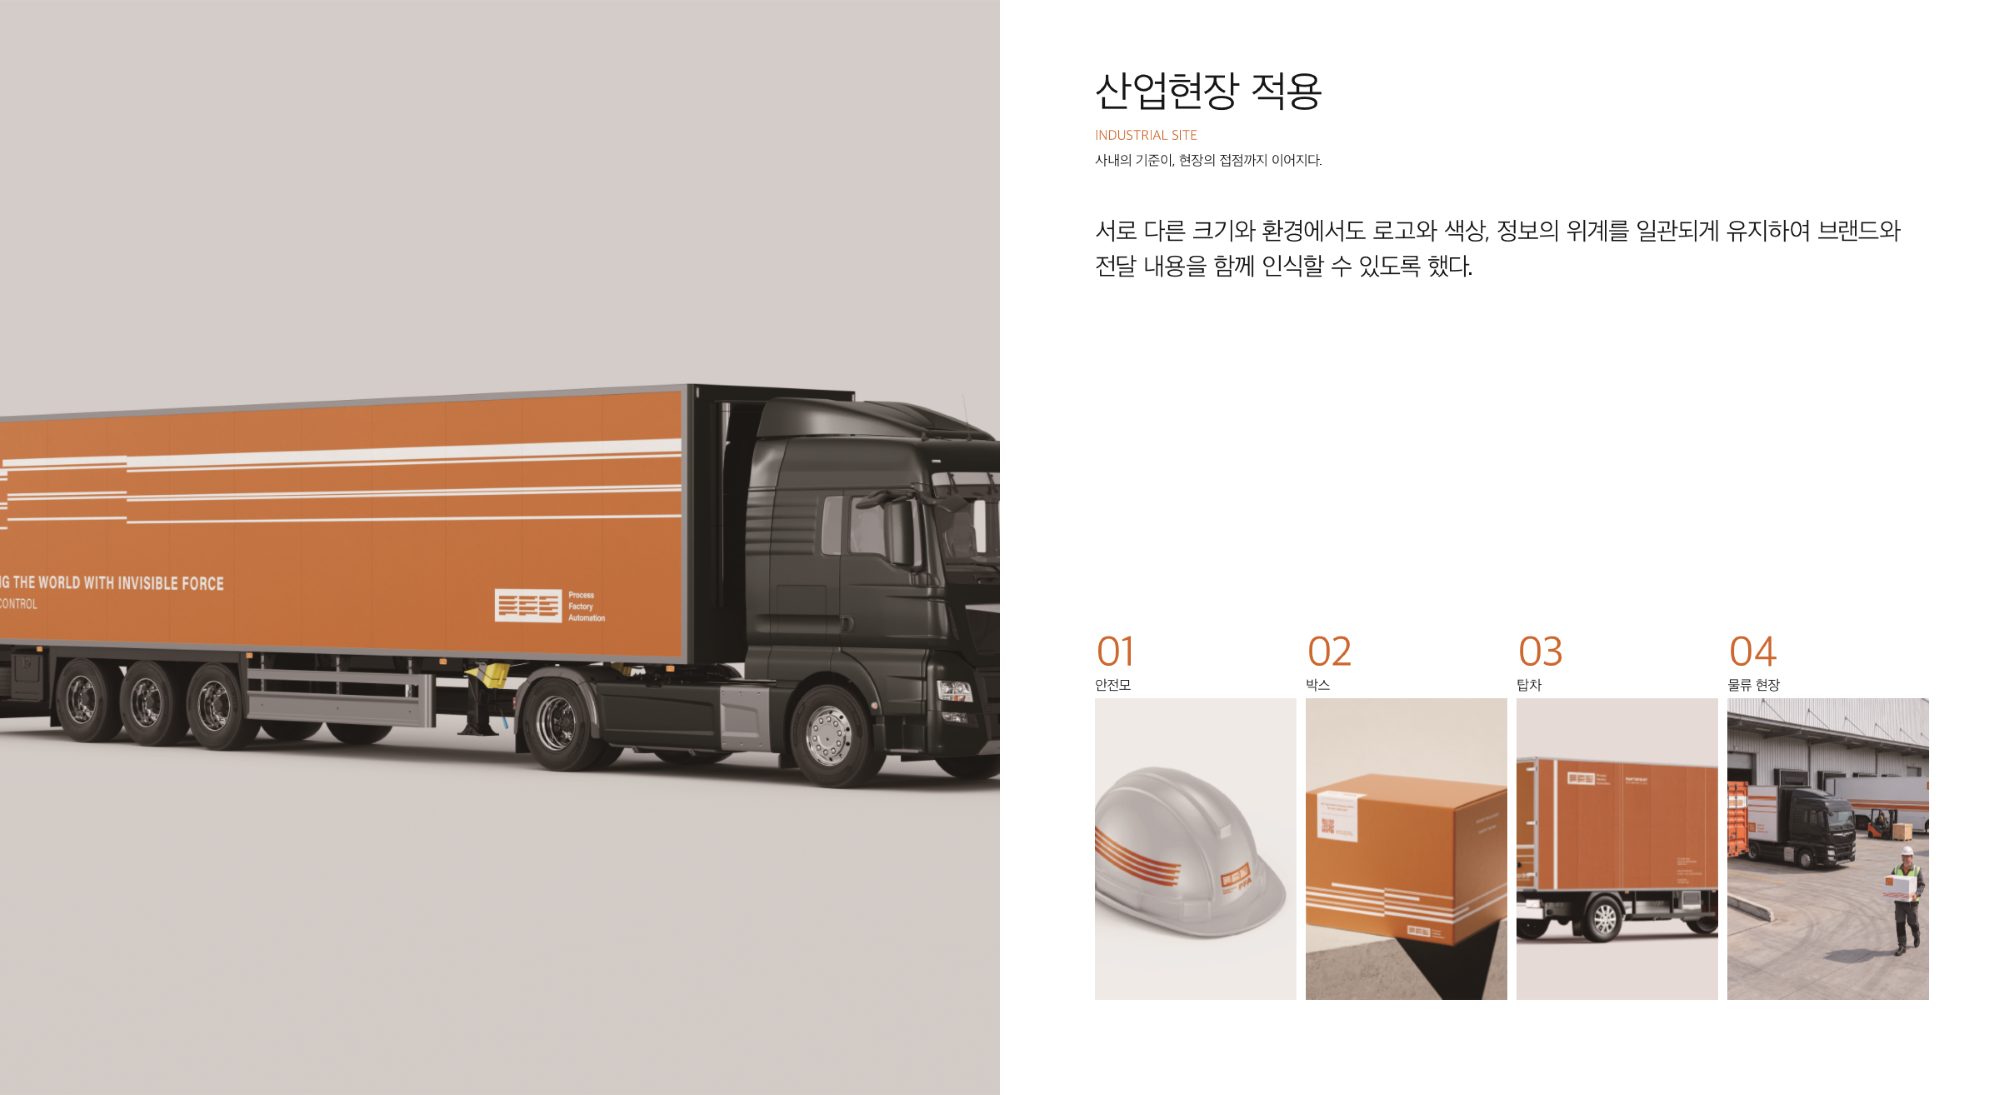 산업현장 적용
INDUSTRIAL SITE
사내의 기준이, 현장의 접점까지 이어지다.
서로 다른 크기와 환경에서도 로고와 색상, 정보의 위계를 일관되게 유지하여 브랜드와
전달 내용을 함께 인식할 수 있도록 했다.
THE WORLD WITH INVISIBLE FORCE
CONTROL
Process
Factory
Automation
01
안전모
02
박스
03
탑차
04
물류 현장
PFA